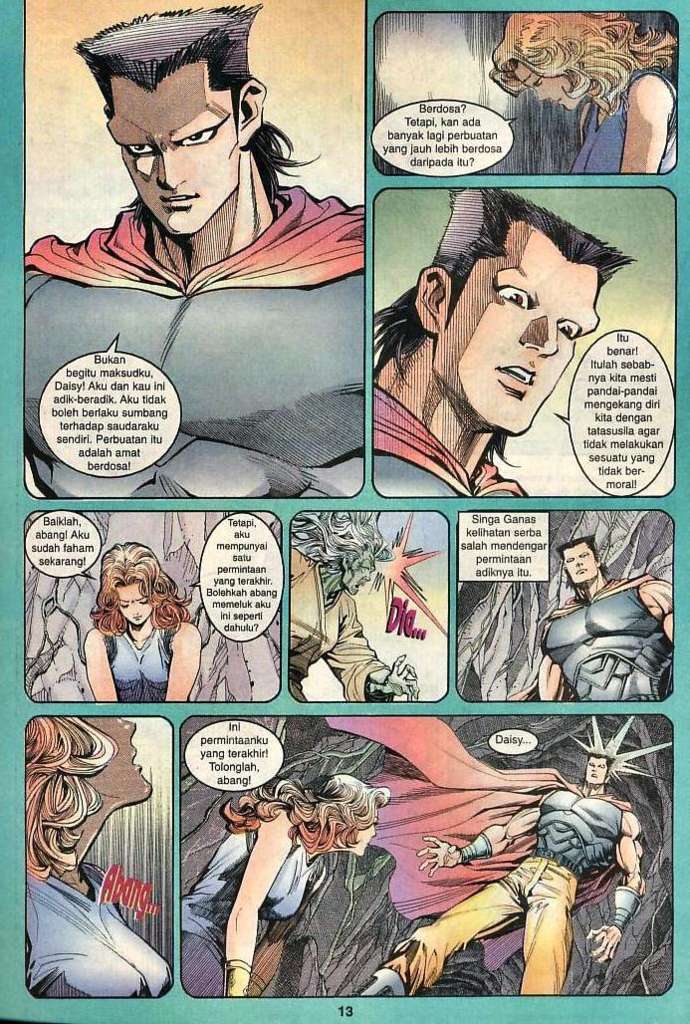 Bukan
begitu maksudku,
Daisy! Aku dan kau ini
adik-beradik. Aku tidak
boleh berlaku sumbang
terhadap saudaraku
sendiri. Perbuatan itu
adalah amat
berdosa!
Berdosa?
Tetapi, kan ada
banyak lagi perbuatan
yang jauh lebih berdosa
daripada itu?
Itu
benar!
Itulah sebab-
nya kita mesti
pandai-pandai
mengekang diri
kita dengan
tatasusila agar
tidak melakukan
sesuatu yang
tidak ber-
moral!
Baiklah,
abang! Aku
sudah faham
sekarang!
Tetapi,
aku
mempunyai
satu
permintaan
yang terakhir.
Bolehkah abang
memeluk aku
ini seperti
dahulu?
Dia...
Singa Ganas
kelihatan serba
salah mendengar
permintaan
adiknya itu.
Abang...
Ini
permintaanku
yang terakhir!
Tolonglah,
abang!
Daisy...
13